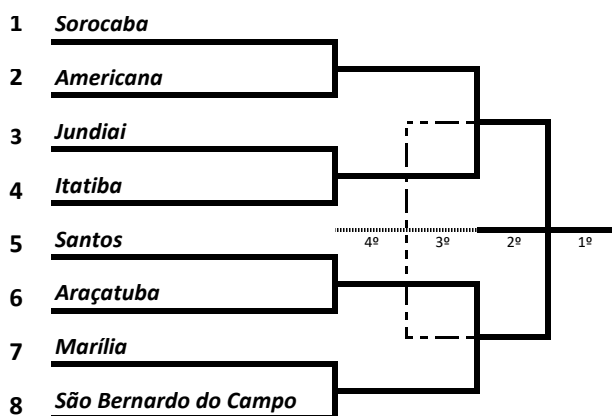 1 Sorocaba
2 Americana
3 Jundiai
4 Itatiba
5 Santos
4º 3º 2º 1º
6 Araçatuba
7 Marília
8 São Bernardo do Campo